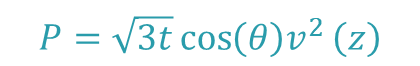 P = √3t cos(θ)v² (z)